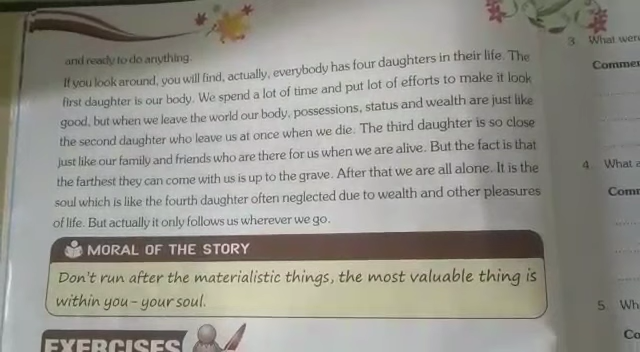 and ready to do anything.
If you look around, you will find, actually, everybody has four daughters in their life. The
first daughter is our body. We spend a lot of time and put lot of efforts to make it look
good, but when we leave the world our body, possessions, status and wealth are just like
the second daughter who leave us at once when we die. The third daughter is so close
just like our family and friends who are there for us when we are alive. But the fact is that
the farthest they can come with us is up to the grave. After that we are all alone. It is the
soul which is like the fourth daughter often neglected due to wealth and other pleasures
of life. But actually it only follows us wherever we go.
MORAL OF THE STORY
Don't run after the materialistic things, the most valuable thing is
within you – your soul.
EXERCISES
3. What were
4. What
5. Wh